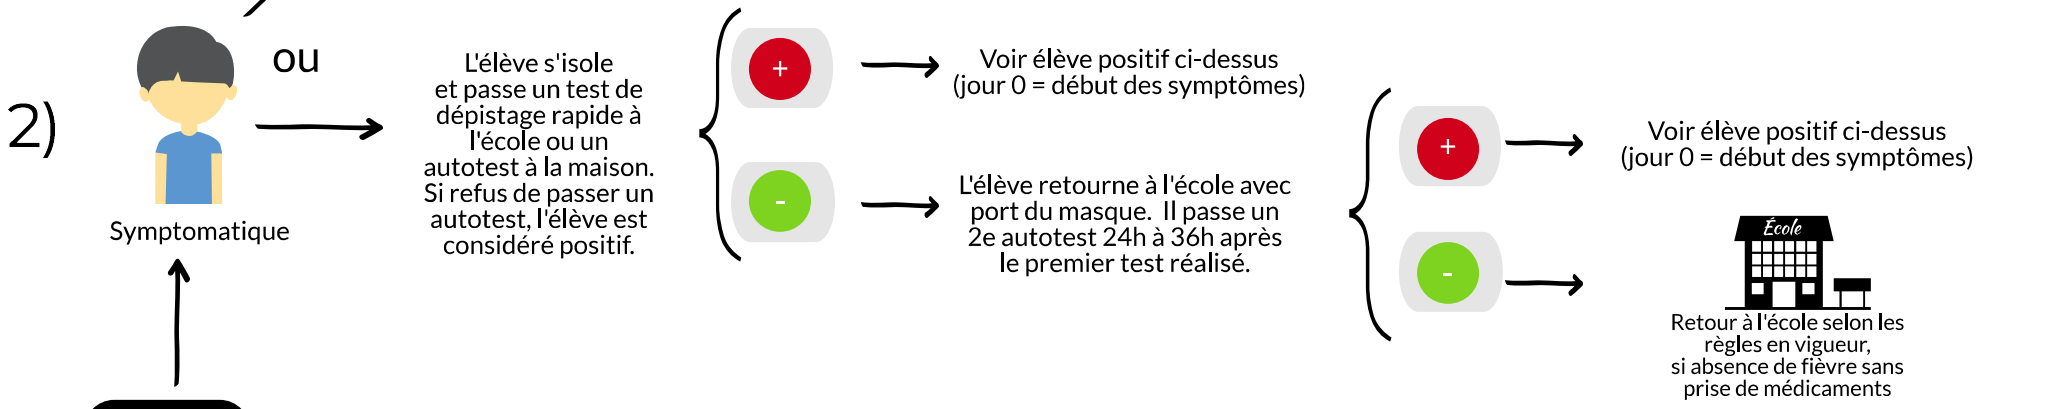 2)
Symptomatique
ou
L'élève s'isole
et passe un test de
dépistage rapide à
l'école ou un
autotest à la maison.
Si refus de passer un
autotest, l'élève est
considéré positif.
+
Voir élève positif ci-dessus
(jour 0 = début des symptômes)
-
L'élève retourne à l'école avec
port du masque. Il passe un
2e autotest 24h à 36h après
le premier test réalisé.
+
Voir élève positif ci-dessus
(jour 0 = début des symptômes)
-
École
Retour à l'école selon les
règles en vigueur,
si absence de fièvre sans
prise de médicaments